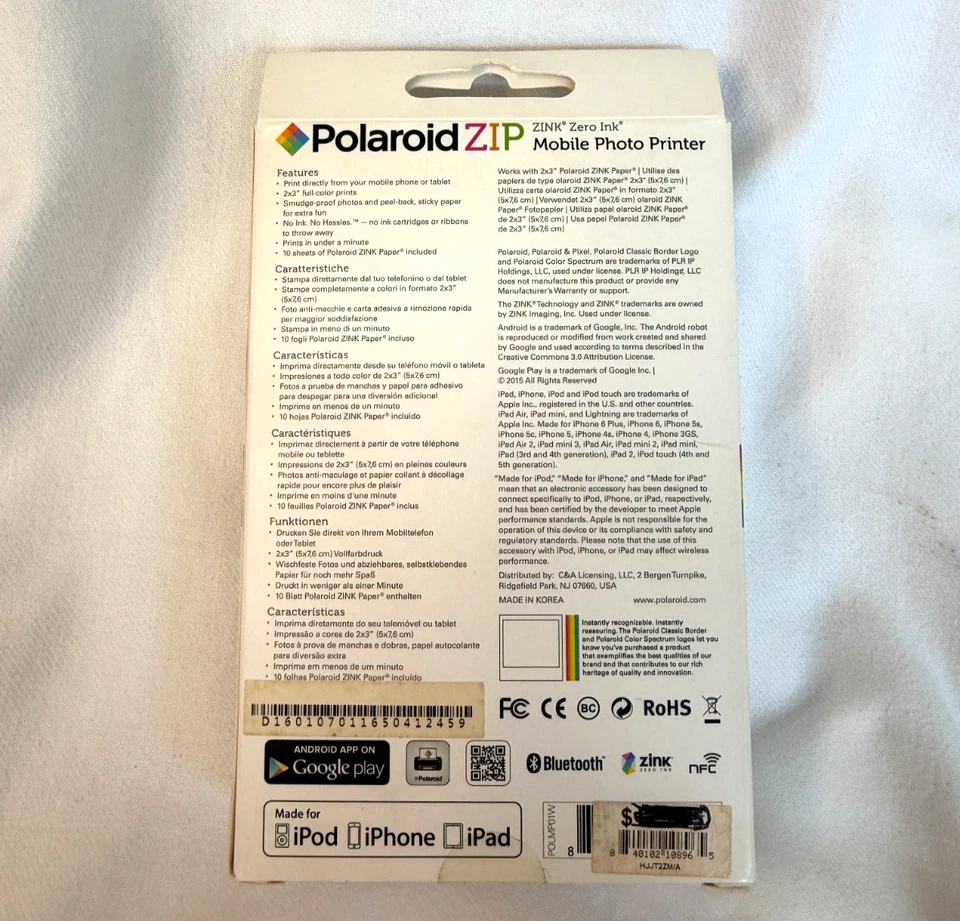 Polaroid ZIP ZINK® Zero Ink®
Mobile Photo Printer
Features
• Print directly from your mobile phone or tablet
• 2x3" full-color prints
• Smudge-proof photos and peel-back, sticky paper
for extra fun
• No Ink. No Hassles.™ — no ink cartridges or ribbons
to throw away
• Prints in under a minute
• 10 sheets of Polaroid ZINK Paper® included
Caratteristiche
• Stampa direttamente dal tuo telefonino o dal tablet
• Stampe completamente a colori in formato 2x3"
(5x7,6 cm)
• Foto anti-macchie e carta adesiva a rimozione rapida
per maggior soddisfazione
• Stampa in meno di un minuto
• 10 fogli Polaroid ZINK Paper® incluso
Características
• Imprima directamente desde su teléfono móvil o tableta
• Impresiones a todo color de 2x3" (5x7,6 cm)
• Fotos a prueba de manchas y papel para adhesivo
para despegar para una diversión adicional
• Imprime en menos de un minuto
• 10 hojas Polaroid ZINK Paper® incluido
Caractéristiques
• Imprimez directement à partir de votre téléphone
mobile ou tablette
• Impressions de 2x3" (5x7,6 cm) en pleines couleurs
• Photos anti-maculage et papier collant à décollage
rapide pour encore plus de plaisir
• Imprime en moins d'une minute
• 10 feuilles Polaroid ZINK Paper® inclus
Funktionen
• Drucken Sie direkt von Ihrem Mobiltelefon
oder Tablet
• 2x3" (5x7,6 cm) Vollfarbdruck
• Wischfeste Fotos und abziehbares, selbstklebendes
Papier für noch mehr Spaß
• Druckt in weniger als einer Minute
• 10 Blatt Polaroid ZINK Paper® enthalten
Características
• Imprima diretamente do seu telemóvel ou tablet
• Impressão a cores de 2x3" (5x7,6 cm)
• Fotos à prova de manchas e dobras, papel autocolante
para diversão extra
• Imprime em menos de um minuto
• 10 folhas Polaroid ZINK Paper® incluido
Works with 2x3" Polaroid ZINK Paper® | Utilise des
papiers de type olaroid ZINK Paper® 2x3" (5x7,6 cm) |
Utilizza carta olaroid ZINK Paper® in formato 2x3"
(5x7,6 cm) | Verwendet 2x3" (5x7,6 cm) olaroid ZINK
Paper® Fotopapier | Utiliza papel olaroid ZINK Paper®
de 2x3" (5x7,6 cm) | Usa papel Polaroid ZINK Paper®
de 2x3" (5x7,6 cm)
Polaroid, Polaroid & Pixel, Polaroid Classic Border Logo
and Polaroid Color Spectrum are trademarks of PLR IP
Holdings, LLC, used under license. PLR IP Holdings, LLC
does not manufacture this product or provide any
Manufacturer's Warranty or support.
The ZINK® Technology and ZINK® trademarks are owned
by ZINK Imaging, Inc. Used under license.
Android is a trademark of Google, Inc. The Android robot
is reproduced or modified from work created and shared
by Google and used according to terms described in the
Creative Commons 3.0 Attribution License.
Google Play is a trademark of Google Inc. |
© 2015 All Rights Reserved
iPad, iPhone, iPod and iPod touch are trademarks of
Apple Inc., registered in the U.S. and other countries.
iPad Air, iPad mini, and Lightning are trademarks of
Apple Inc. Made for iPhone 6 Plus, iPhone 6, iPhone 5s,
iPhone 5c, iPhone 5, iPhone 4s, iPhone 4, iPhone 3GS,
iPad Air 2, iPad mini 3, iPad Air, iPad mini 2, iPad mini,
iPad (3rd and 4th generation), iPad 2, iPod touch (4th and
5th generation).
"Made for iPod," "Made for iPhone," and "Made for iPad"
mean that an electronic accessory has been designed to
connect specifically to iPod, iPhone, or iPad, respectively,
and has been certified by the developer to meet Apple
performance standards. Apple is not responsible for the
operation of this device or its compliance with safety and
regulatory standards. Please note that the use of this
accessory with iPod, iPhone, or iPad may affect wireless
performance.
Distributed by: C&A Licensing, LLC, 2 Bergen Turnpike,
Ridgefield Park, NJ 07660, USA
MADE IN KOREA www.polaroid.com
Instantly recognizable. Instantly
reassuring. The Polaroid Classic Border
and Polaroid Color Spectrum logos let you
know you've purchased a product
that exemplifies the best qualities of our
brand and that contributes to our rich
heritage of quality and innovation.
D160107011650412459
FC CE BC RoHS
ANDROID APP ON
Google play
Polaroid
Bluetooth®
zink
ZERO INK
NFC
Made for
iPod iPhone iPad
POLMP01W
8
$
8 40102 10896 5
HJJT2ZM/A